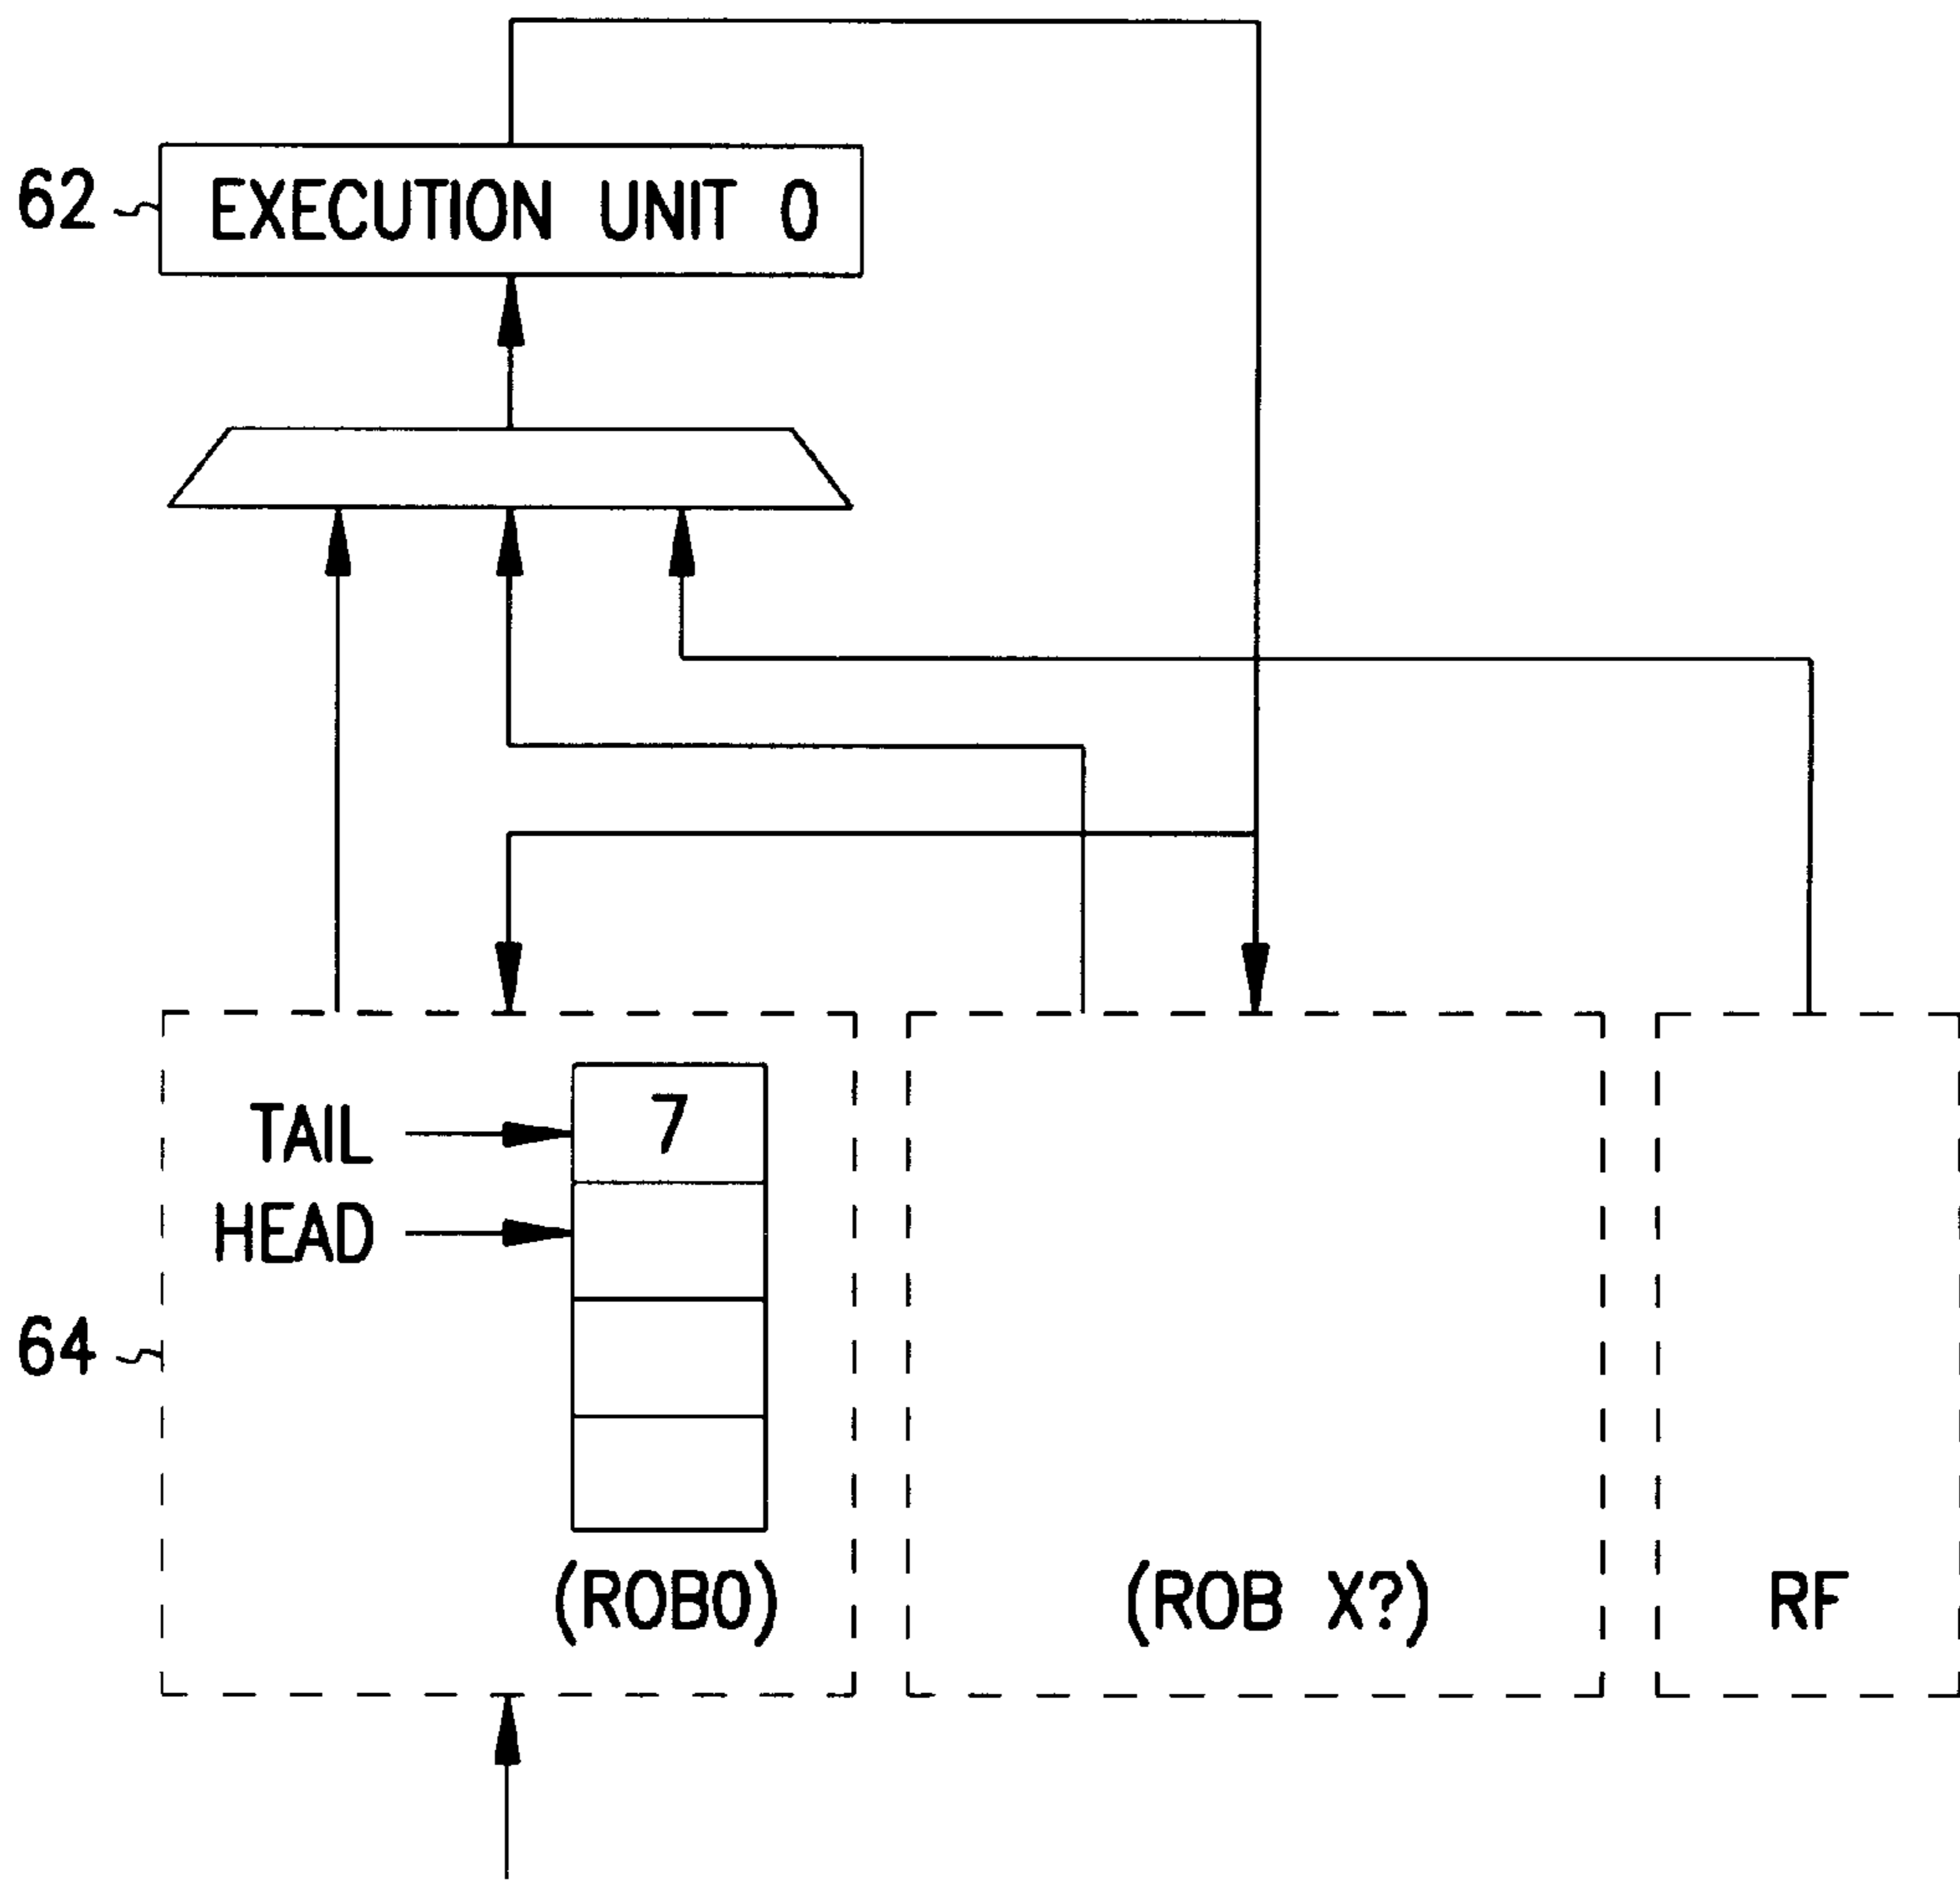 62
EXECUTION UNIT 0
TAIL
7
HEAD
64
(ROB0)
(ROB X?)
RF